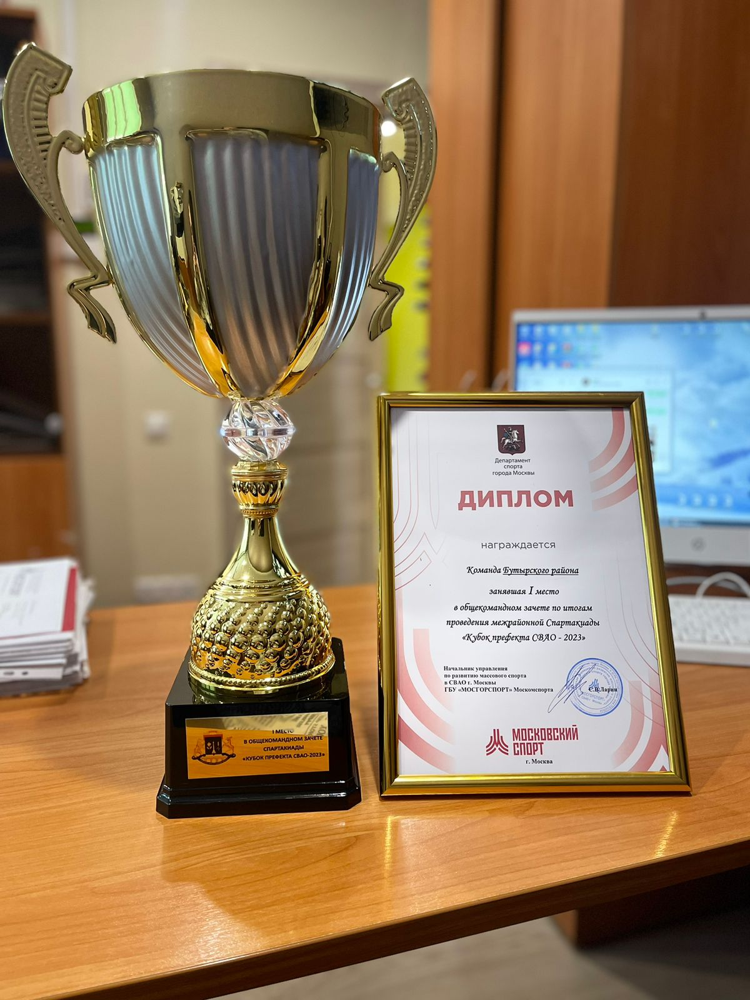 I МЕСТО
В ОБЩЕКОМАНДНОМ ЗАЧЕТЕ
СПАРТАКИАДЫ
«КУБОК ПРЕФЕКТА СВАО-2023»
Департамент
спорта
города Москвы
ДИПЛОМ
награждается
Команда Бутырского района
занявшая I место
в общекомандном зачете по итогам
проведения межрайонной Спартакиады
«Кубок префекта СВАО - 2023»
Начальник управления
по развитию массового спорта
в СВАО г. Москвы
ГБУ «МОСГОРСПОРТ» Москомспорта
С.В.Ларин
МОСГОРСПОРТ
МОСКОВСКИЙ
СПОРТ
г. Москва